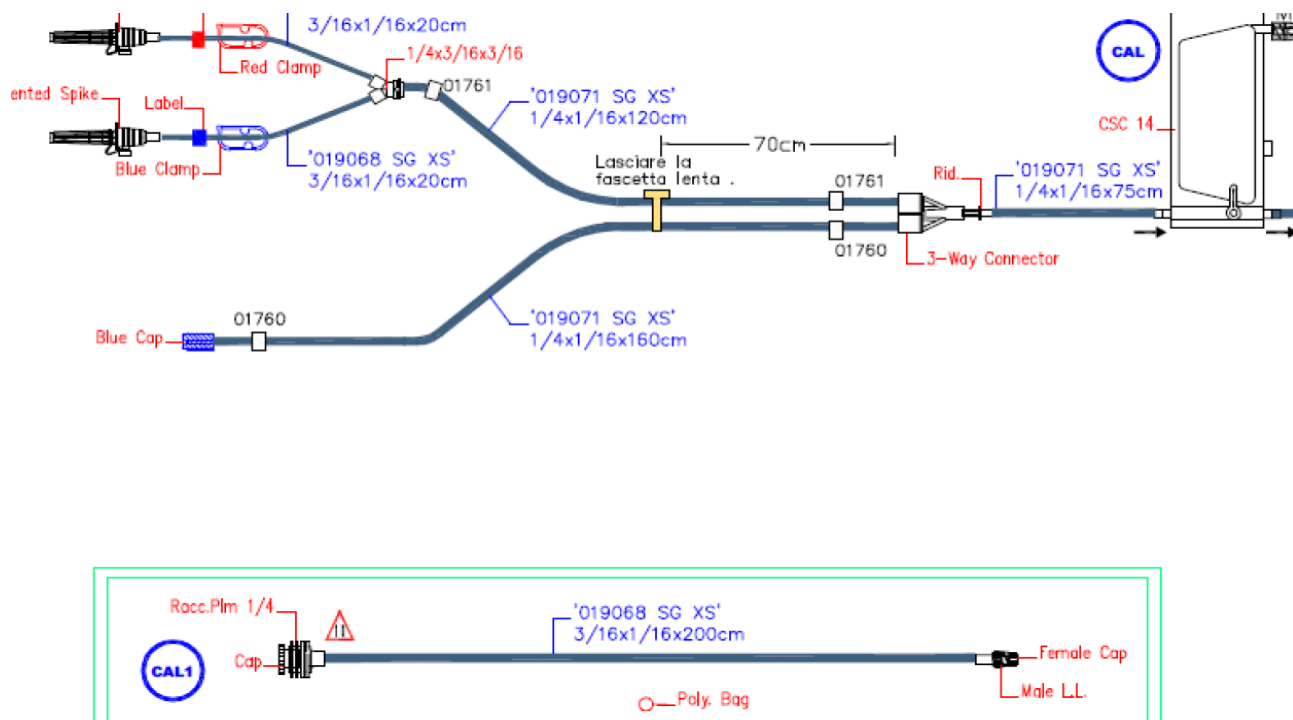 3/16x1/16x20cm
1/4x3/16x3/16
Red Clamp
01761
CAL
ented Spike
Label
'019071 SG XS'
1/4x1/16x120cm
CSC 14
70cm
Blue Clamp
'019068 SG XS'
3/16x1/16x20cm
Lasciare la
fascetta lenta .
01761
Rid.
'019071 SG XS'
1/4x1/16x75cm
01760
3-Way Connector
01760
Blue Cap
'019071 SG XS'
1/4x1/16x160cm
Racc.Plm 1/4
'019068 SG XS'
3/16x1/16x200cm
CAL1
Cap
Female Cap
Male L.L.
Poly. Bag